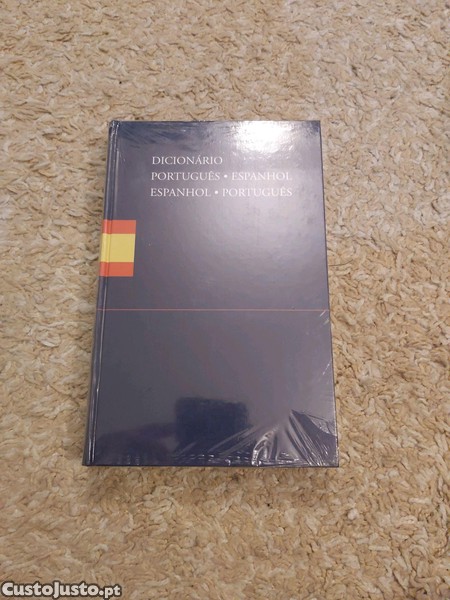 DICIONÁRIO
PORTUGUÊS • ESPANHOL
ESPANHOL • PORTUGUÊS
CustoJusto.pt